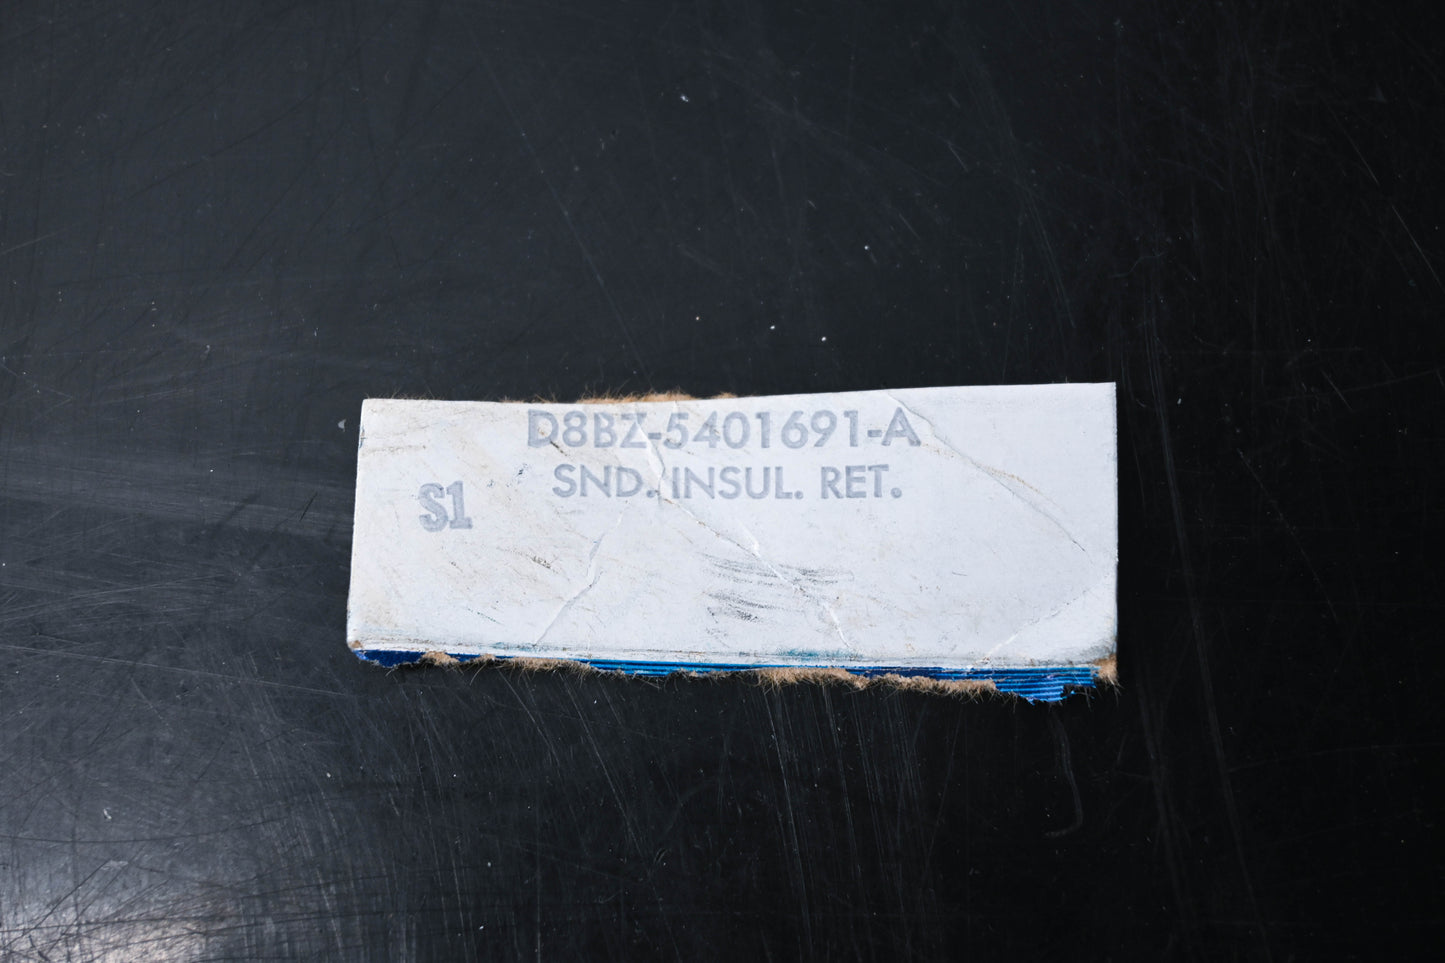 D8BZ-5401691-A
SND. INSUL. RET.
S1